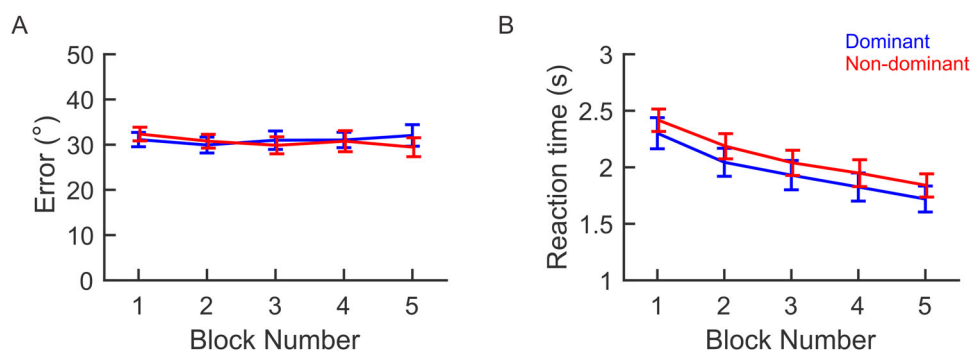 A
Error (°)
50
40
30
20
10
0
1 2 3 4 5
Block Number
B
Dominant
Non-dominant
Reaction time (s)
3
2.5
2
1.5
1
1 2 3 4 5
Block Number